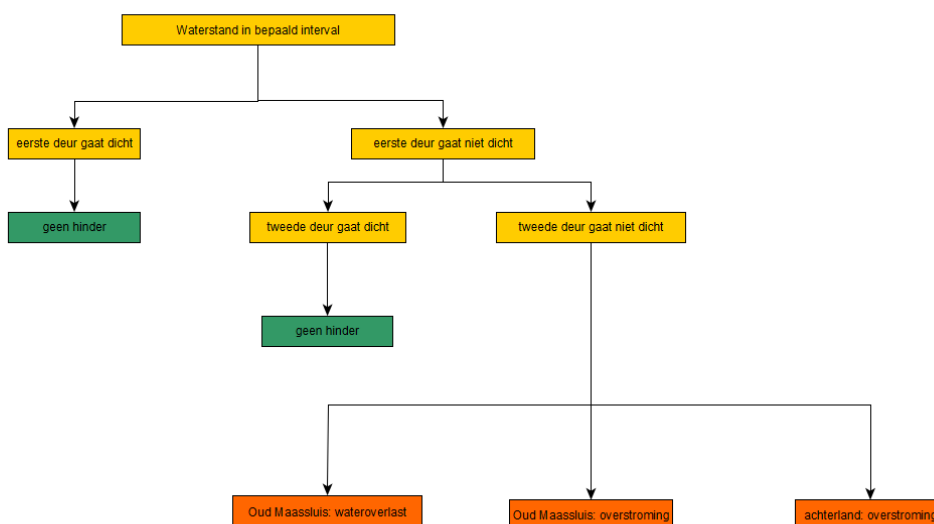 Waterstand in bepaald interval
eerste deur gaat dicht
eerste deur gaat niet dicht
geen hinder
tweede deur gaat dicht
tweede deur gaat niet dicht
geen hinder
Oud Maassluis: wateroverlast
Oud Maassluis: overstroming
achterland: overstroming